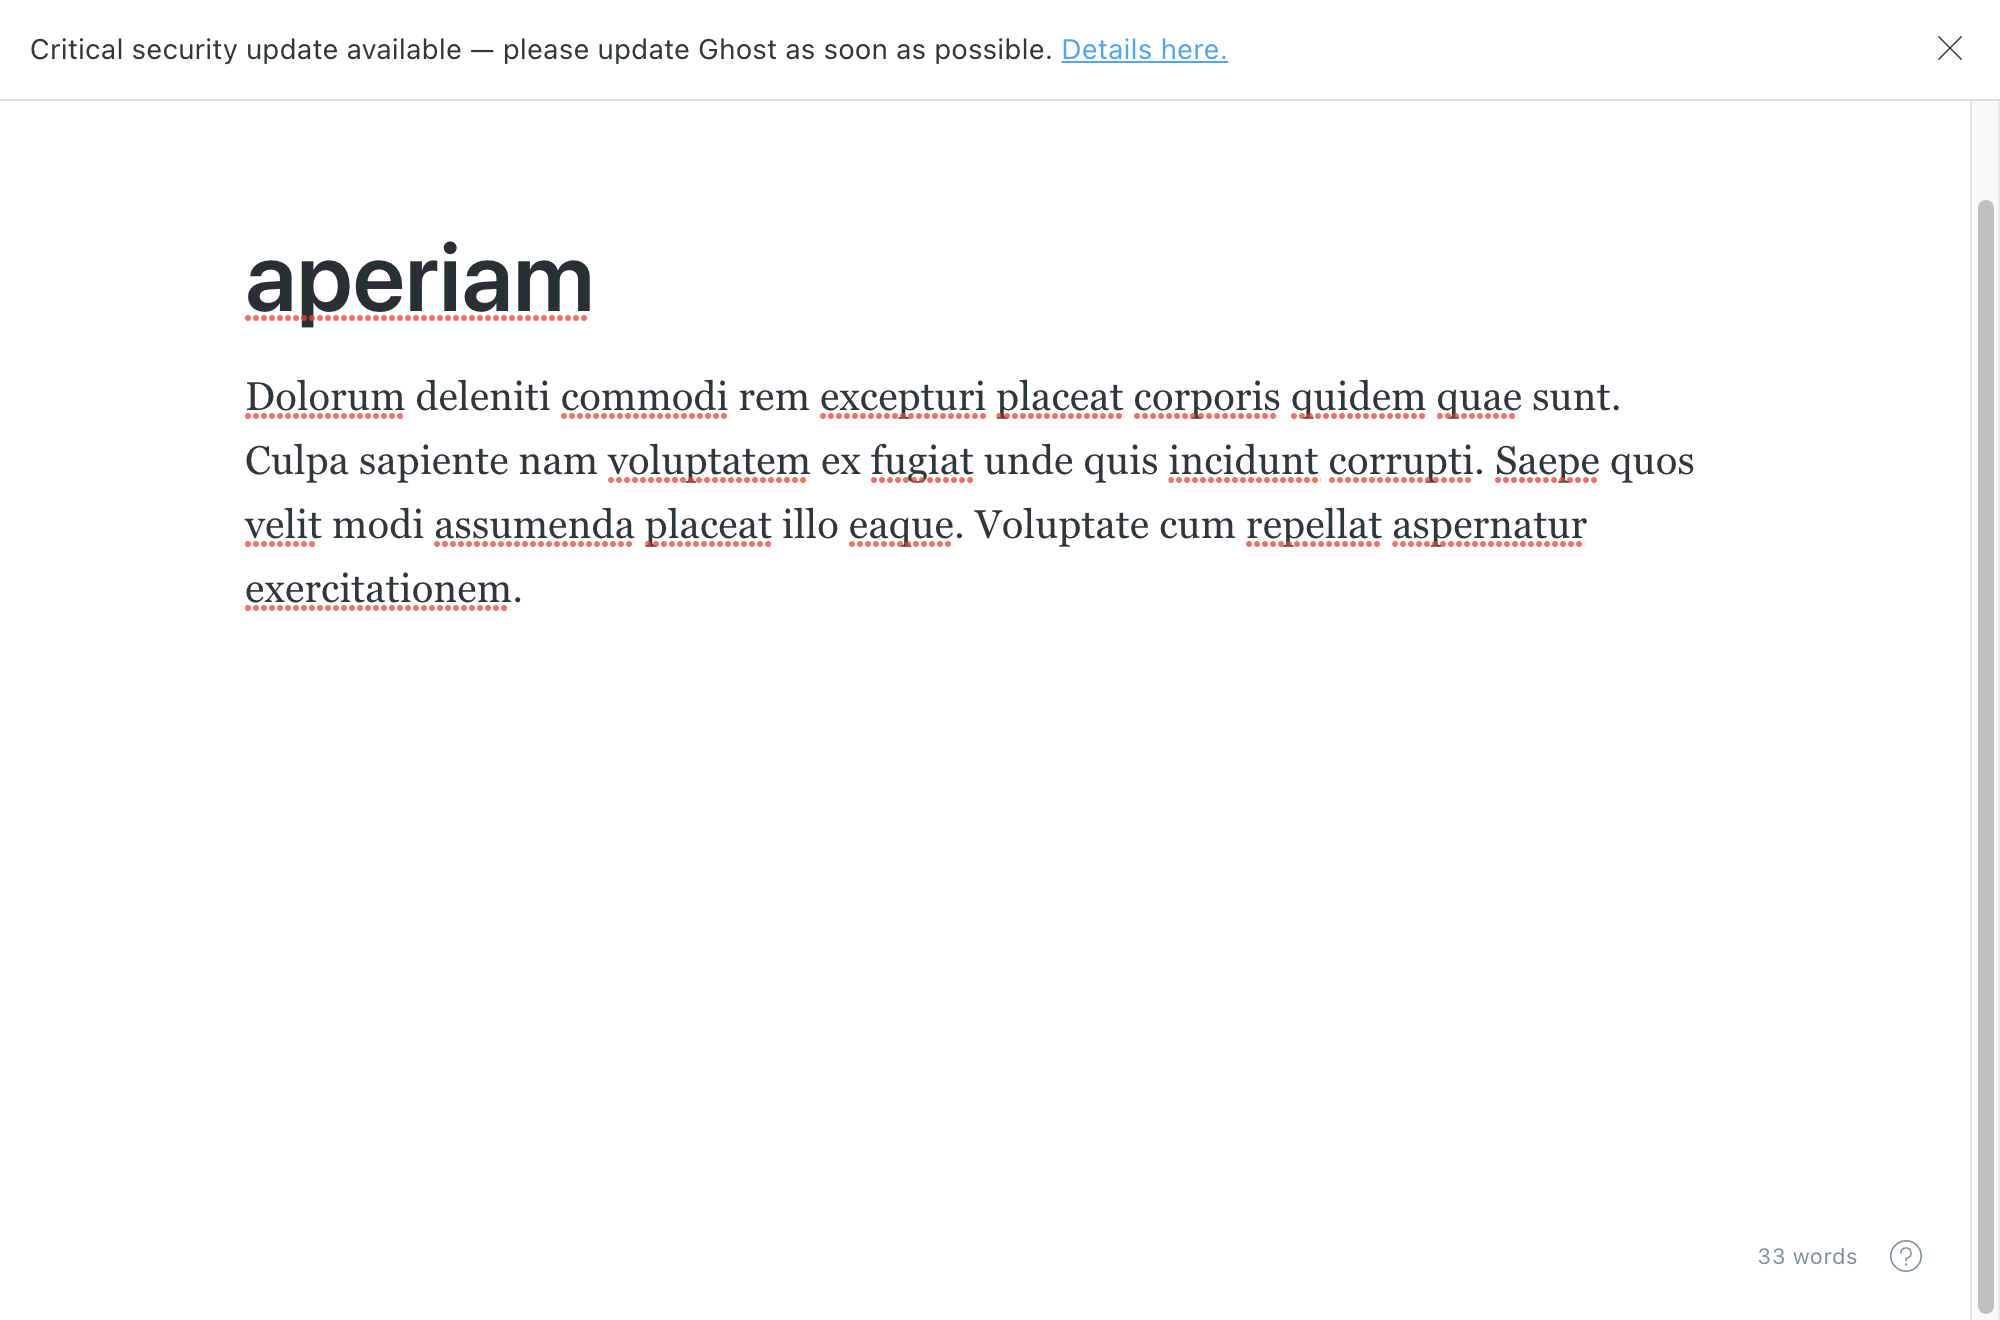 Critical security update available — please update Ghost as soon as possible. Details here.
aperiam
Dolorum deleniti commodi rem excepturi placeat corporis quidem quae sunt.
Culpa sapiente nam voluptatem ex fugiat unde quis incidunt corrupti. Saepe quos
velit modi assumenda placeat illo eaque. Voluptate cum repellat aspernatur
exercitationem.
33 words
?